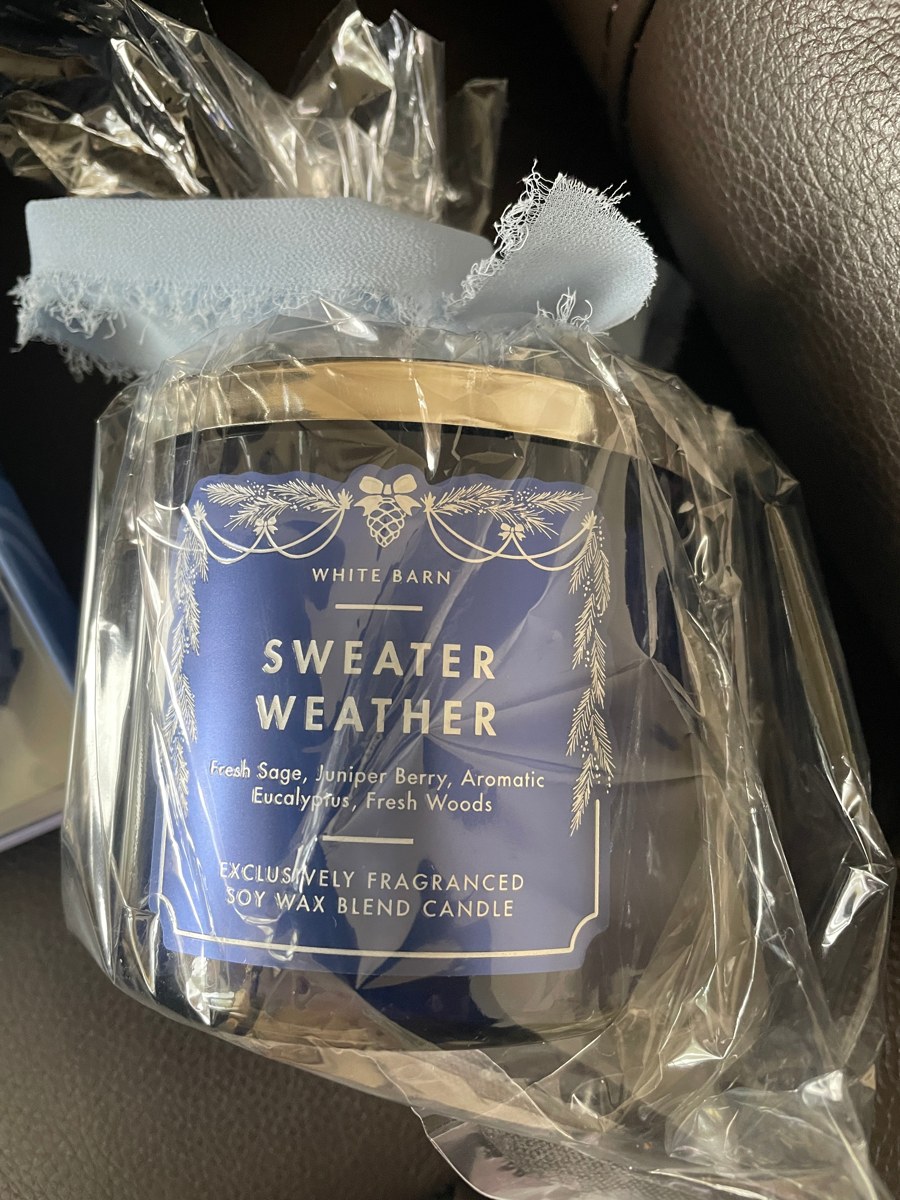 WHITE BARN
SWEATER
WEATHER
Fresh Sage, Juniper Berry, Aromatic
Eucalyptus, Fresh Woods
EXCLUSIVELY FRAGRANCED
SOY WAX BLEND CANDLE